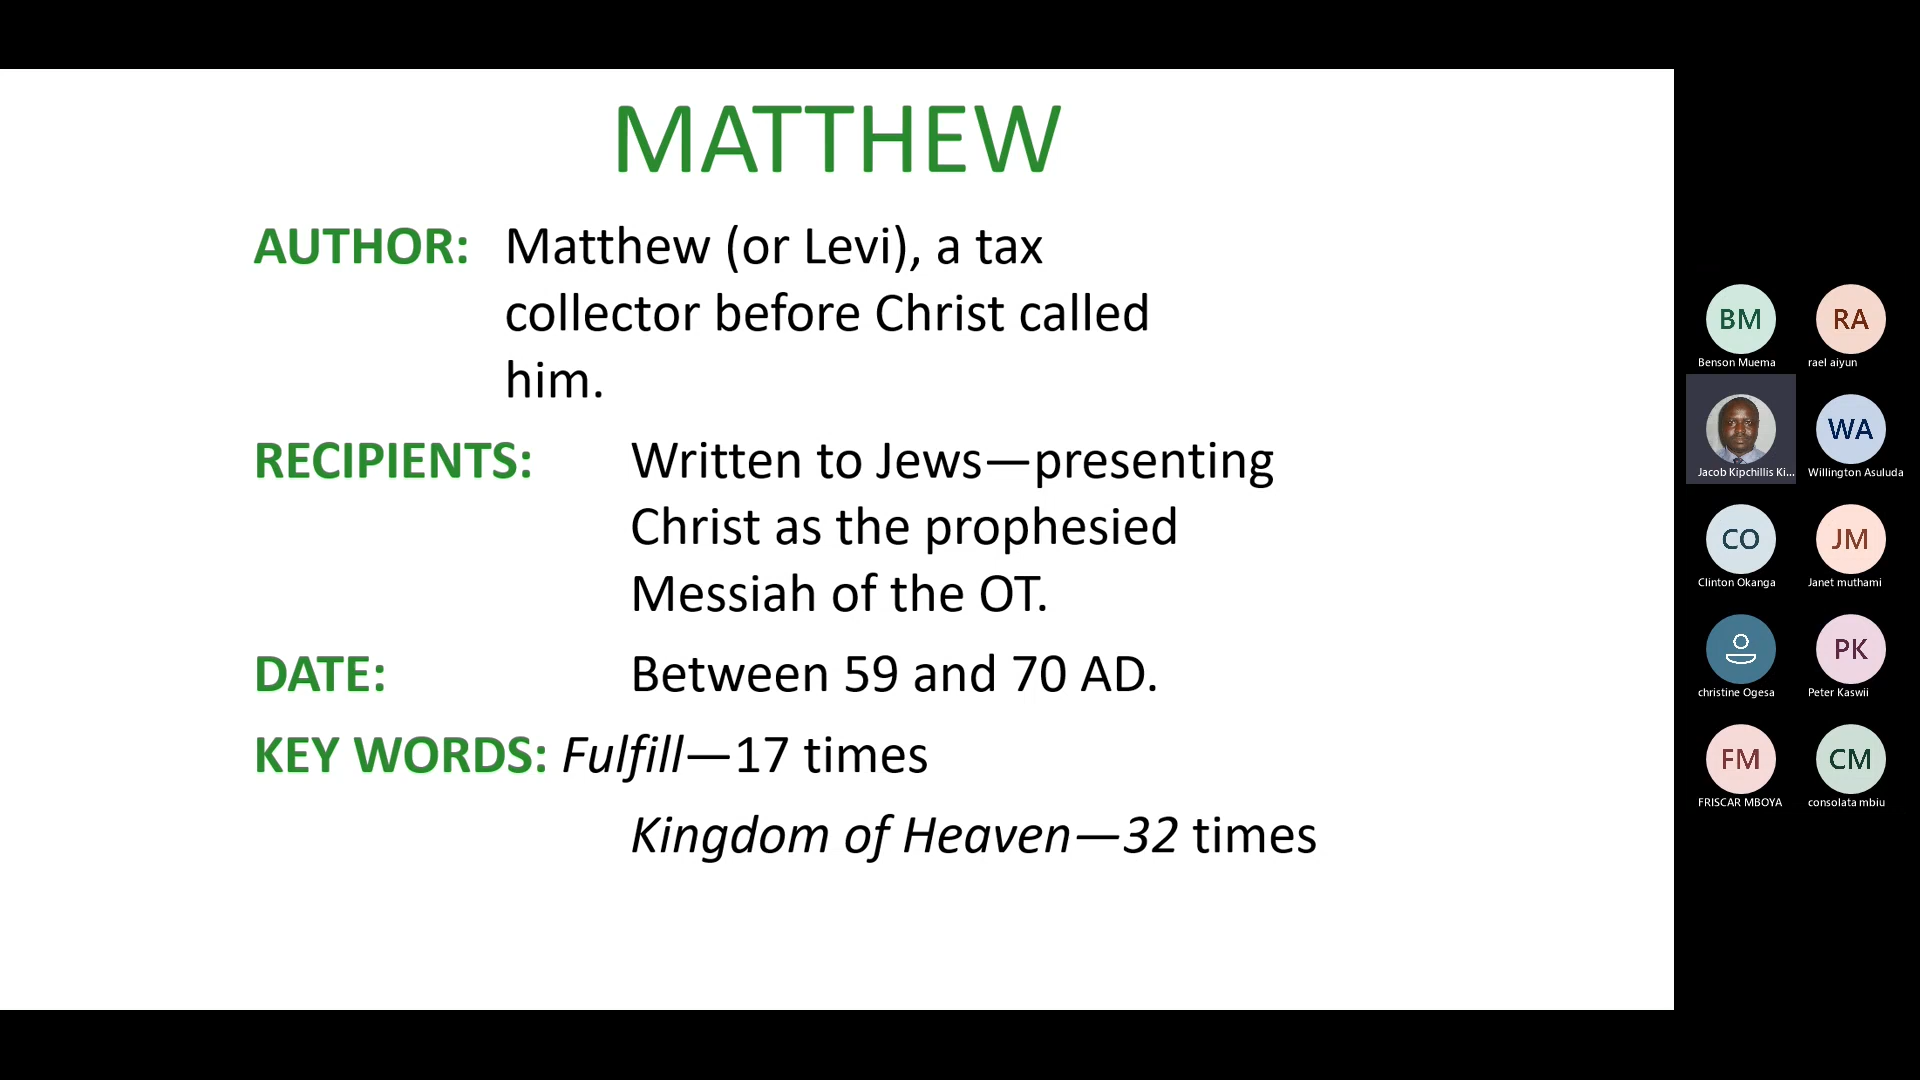 MATTHEW
AUTHOR: Matthew (or Levi), a tax
collector before Christ called
him.
RECIPIENTS: Written to Jews—presenting
Christ as the prophesied
Messiah of the OT.
DATE: Between 59 and 70 AD.
KEY WORDS: Fulfill—17 times
Kingdom of Heaven—32 times
BM
Benson Muema
RA
rael aiyun
Jacob Kipchillis Ki...
WA
Willington Asuluda
CO
Clinton Okanga
JM
Janet muthami
christine Ogesa
PK
Peter Kaswii
FM
FRISCAR MBOYA
CM
consolata mbiu